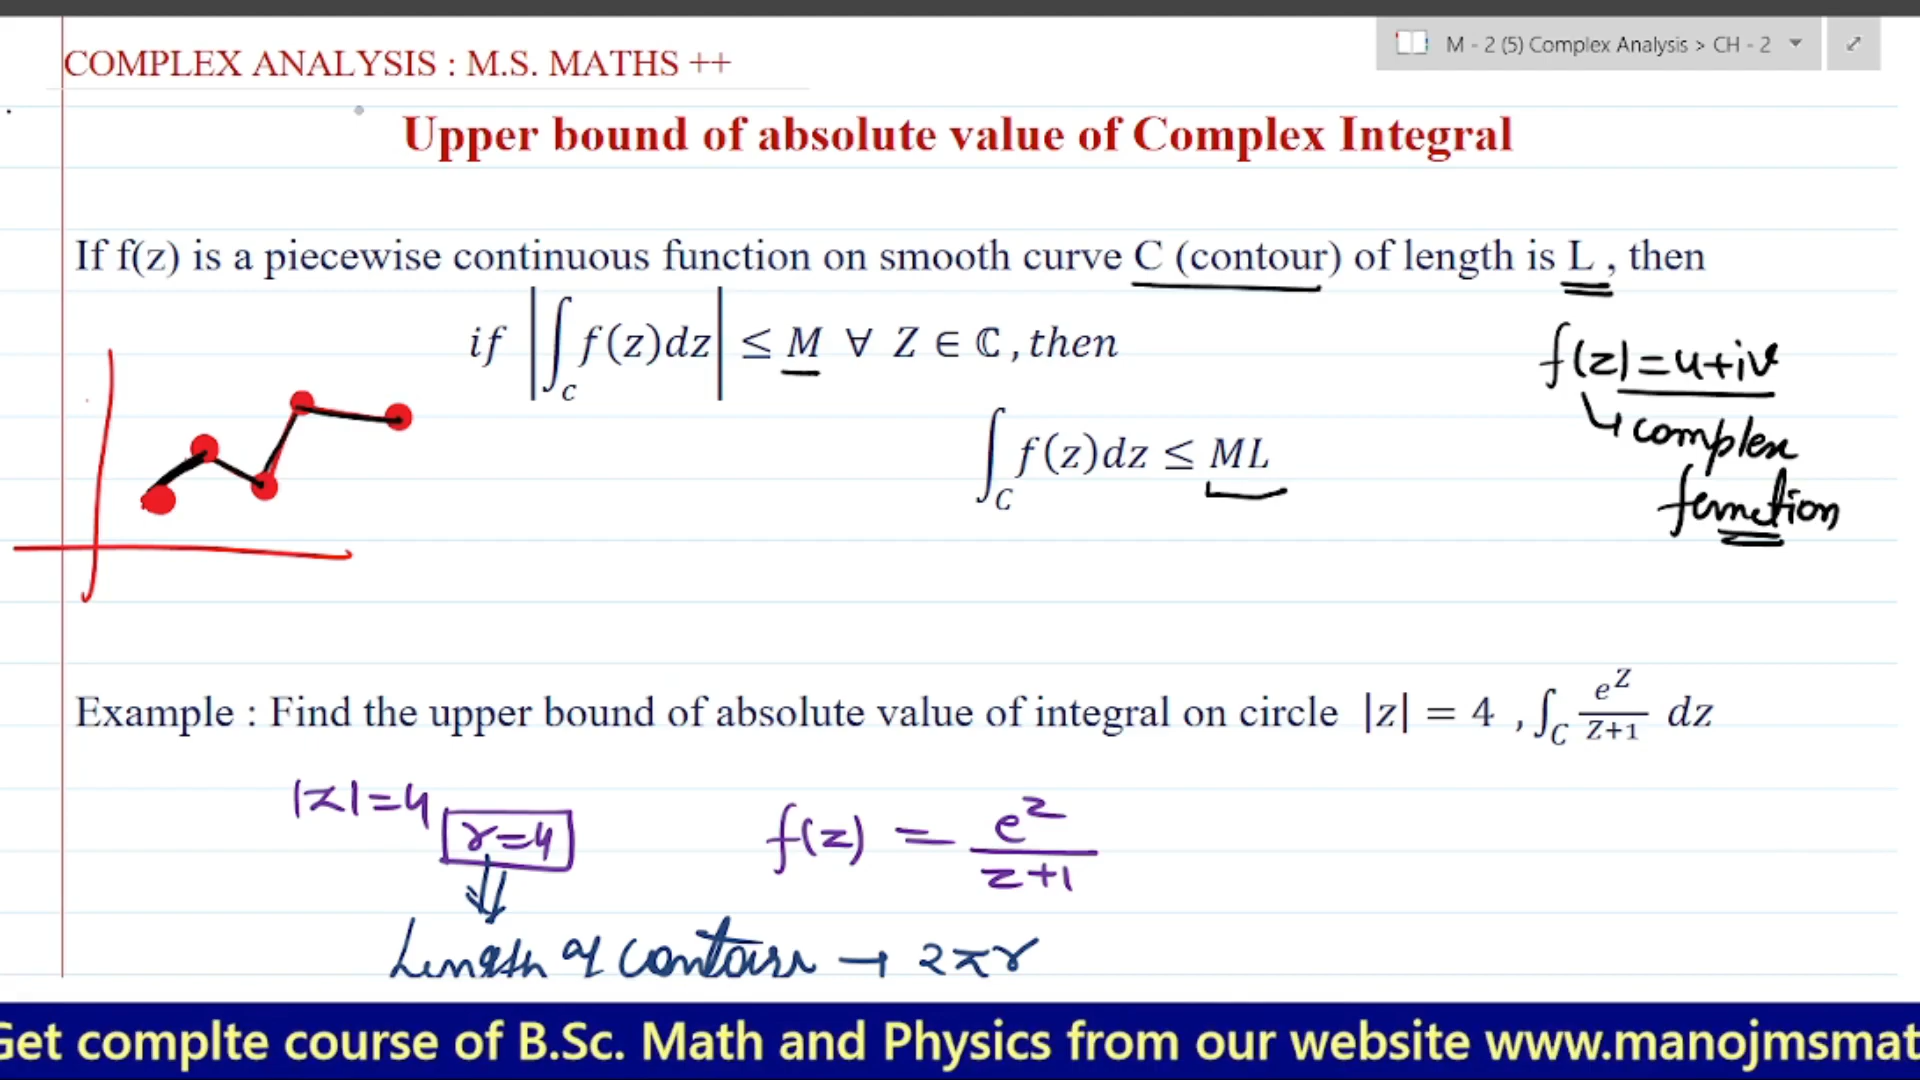 COMPLEX ANALYSIS : M.S. MATHS ++
M - 2 (5) Complex Analysis > CH - 2
Upper bound of absolute value of Complex Integral
If f(z) is a piecewise continuous function on smooth curve C (contour) of length is L , then
if |∫_c f(z)dz| ≤ M ∀ Z ∈ ℂ , then
f(z) = u+iv
↳ complex
function
∫_C f(z)dz ≤ ML
Example : Find the upper bound of absolute value of integral on circle |z| = 4 , ∫_C e^Z/(Z+1) dz
|z|=4
r=4
f(z) = e^z/(z+1)
Length of contour → 2πr
Get complte course of B.Sc. Math and Physics from our website www.manojmsmat